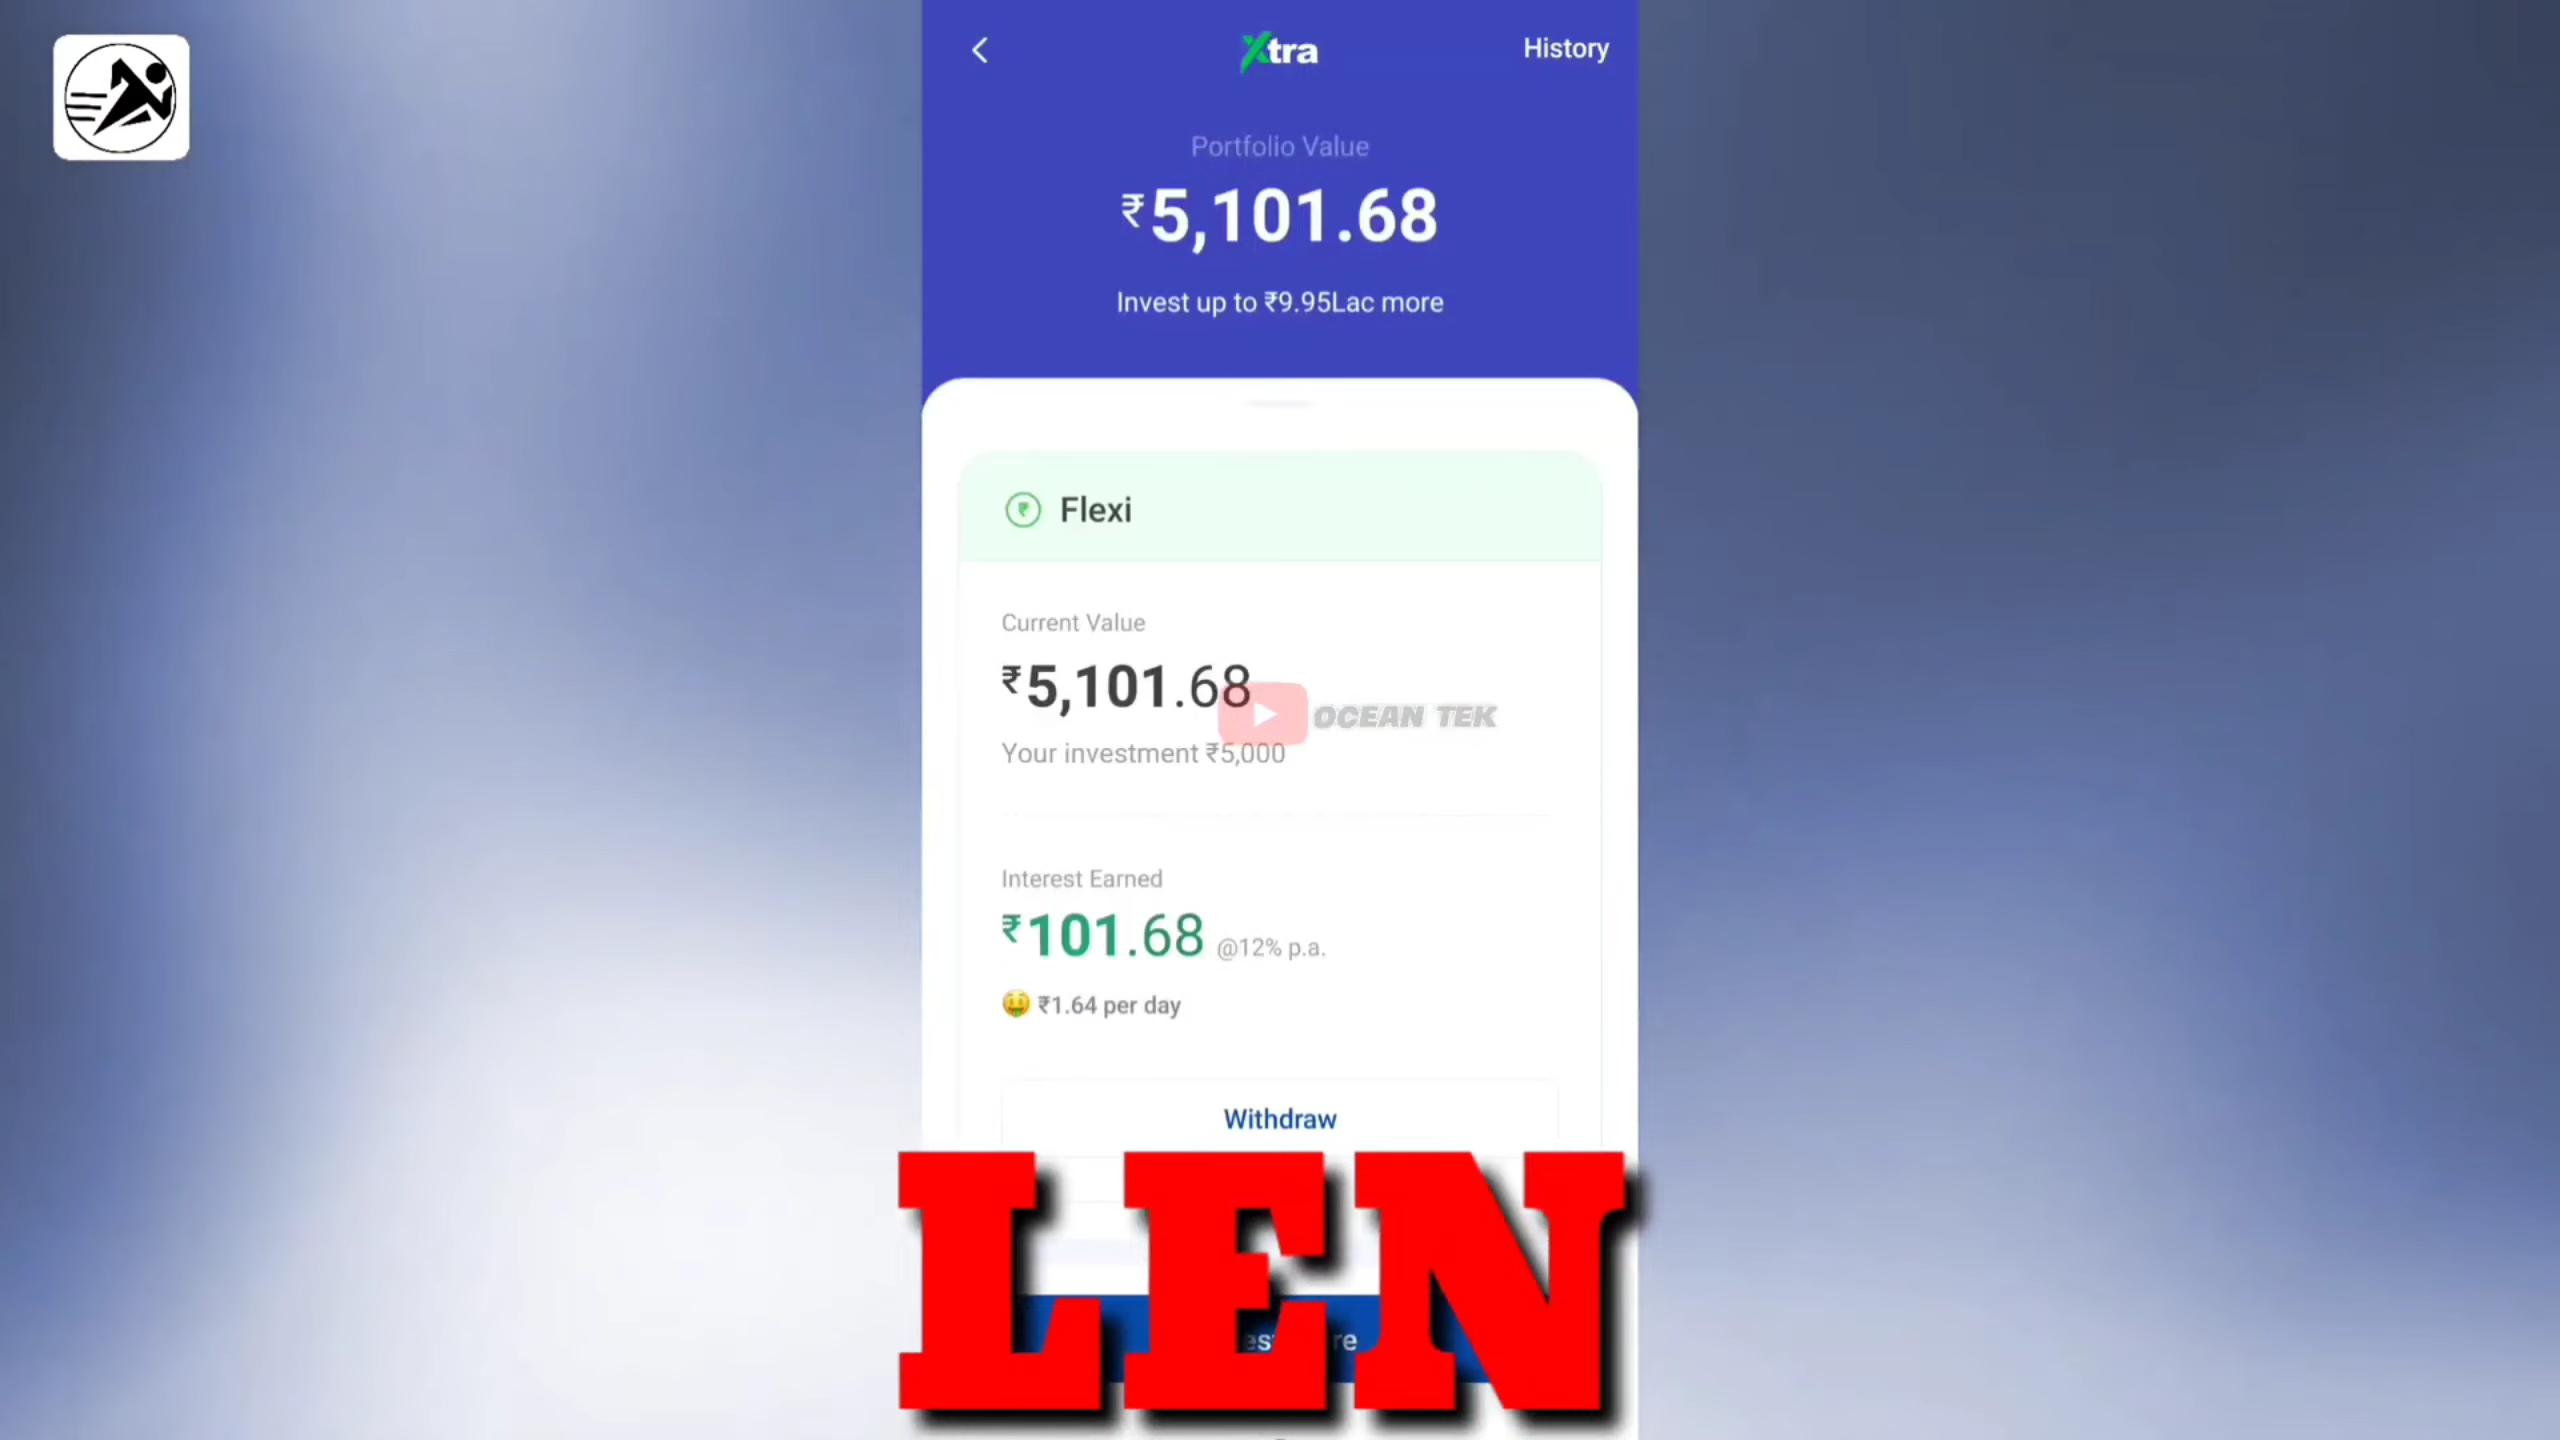 Xtra
History
Portfolio Value
₹5,101.68
Invest up to ₹9.95Lac more
Flexi
Current Value
₹5,101.68
OCEAN TEK
Your investment ₹5,000
Interest Earned
₹101.68 @12% p.a.
₹1.64 per day
Withdraw
LEN